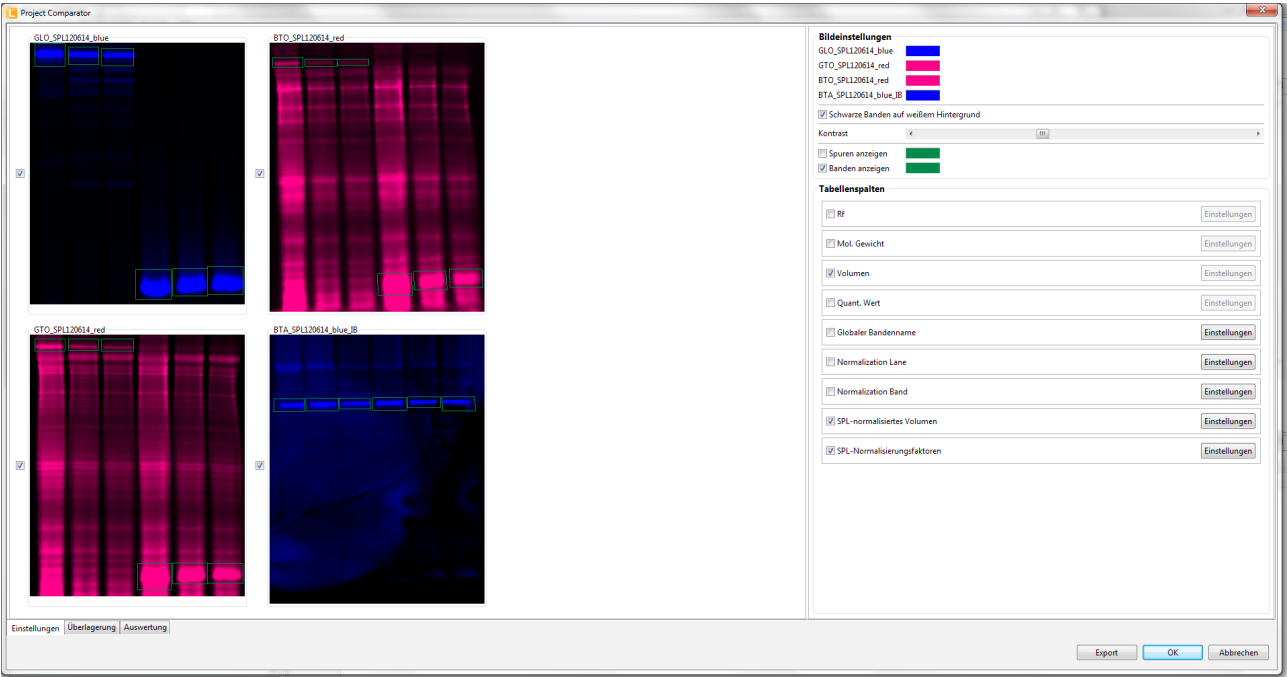 Project Comparator
GLO_SPL120614_blue
BTO_SPL120614_red
GTO_SPL120614_red
BTA_SPL120614_blue_IB
Bildeinstellungen
GLO_SPL120614_blue
GTO_SPL120614_red
BTO_SPL120614_red
BTA_SPL120614_blue_IB
Schwarze Banden auf weißem Hintergrund
Kontrast
Spuren anzeigen
Banden anzeigen
Tabellenspalten
Rf Einstellungen
Mol. Gewicht Einstellungen
Volumen Einstellungen
Quant. Wert Einstellungen
Globaler Bandenname Einstellungen
Normalization Lane Einstellungen
Normalization Band Einstellungen
SPL-normalisiertes Volumen Einstellungen
SPL-Normalisierungsfaktoren Einstellungen
Einstellungen Überlagerung Auswertung
Export OK Abbrechen